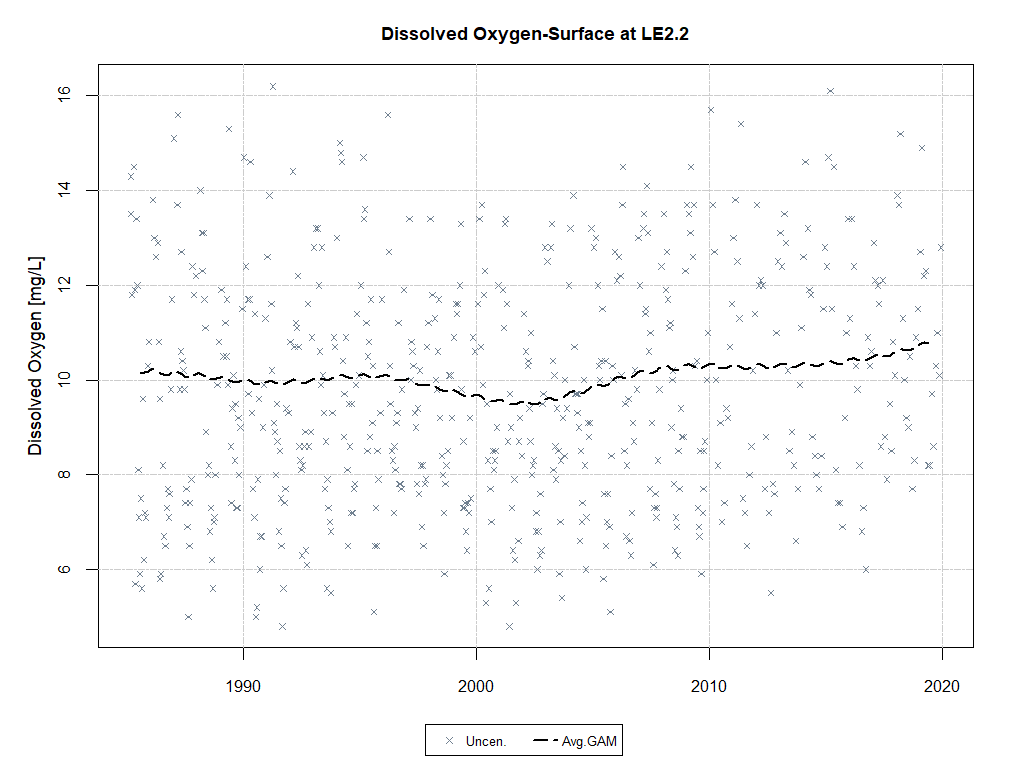 Dissolved Oxygen-Surface at LE2.2
Dissolved Oxygen [mg/L]
16
14
12
10
8
6
1990
2000
2010
2020
Uncen.
Avg.GAM